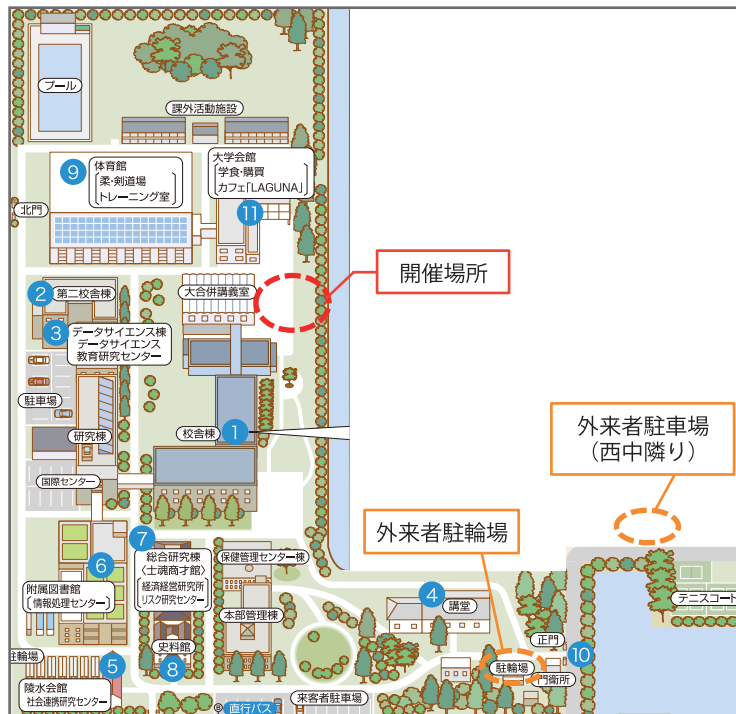 プール
課外活動施設
⑨
体育館
柔・剣道場
トレーニング室
大学会館
学食・購買
カフェ「LAGUNA」
⑪
北門
②
第二校舎棟
大合併講義室
開催場所
③
データサイエンス棟
データサイエンス
教育研究センター
駐車場
研究棟
校舎棟
①
外来者駐車場
(西中隣り)
国際センター
外来者駐輪場
⑦
総合研究棟
〈士魂商才館〉
経済経営研究所
リスク研究センター
保健管理センター棟
⑥
附属図書館
情報処理センター
④
講堂
テニスコート
本部管理棟
正門
史料館
⑧
駐輪場
⑩
門衛所
駐輪場
⑤
陵水会館
社会連携研究センター
来客者駐車場
Ⓑ
直行バス